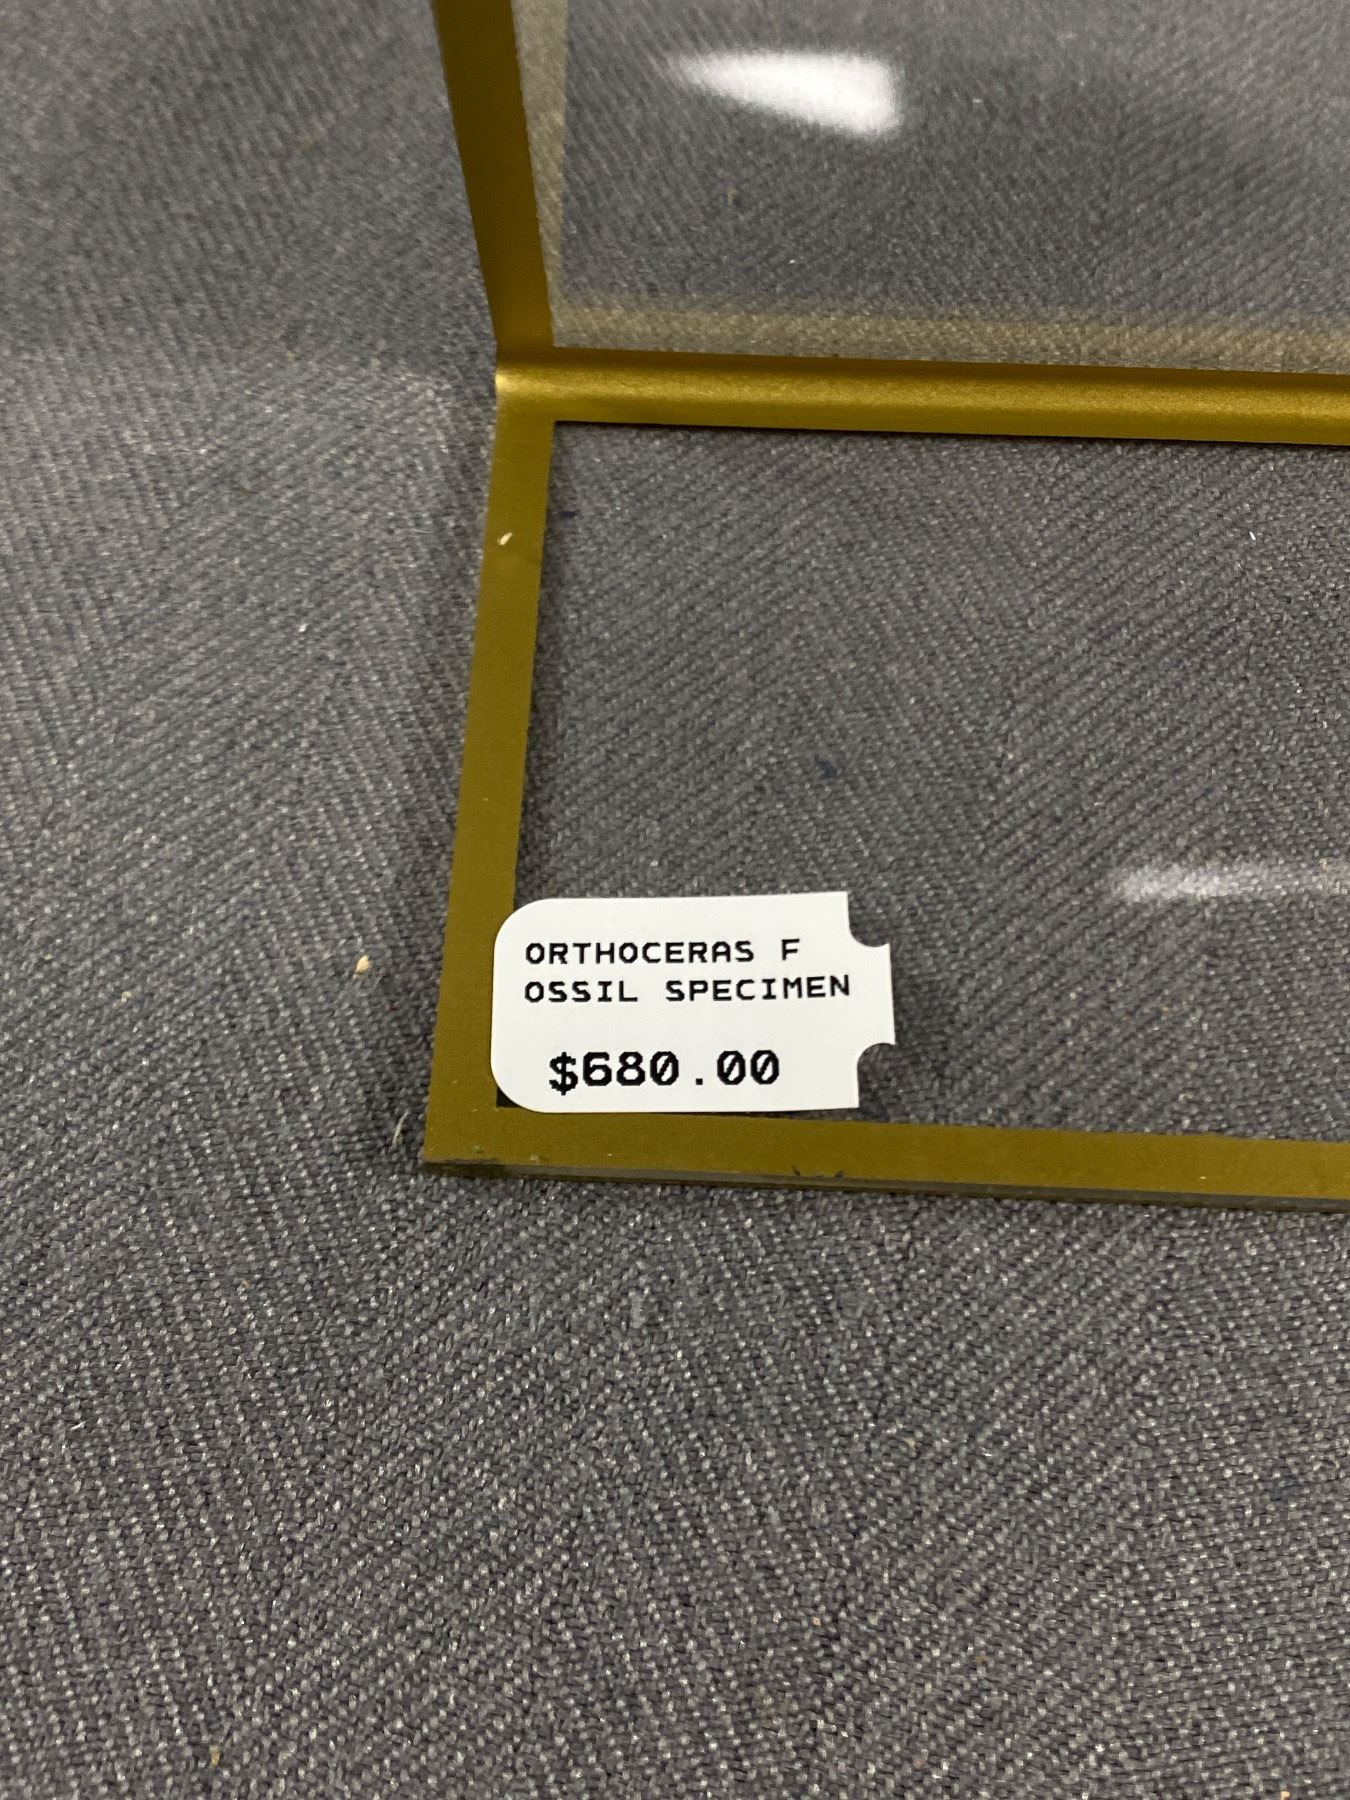 ORTHOCERAS F
OSSIL SPECIMEN
$680.00